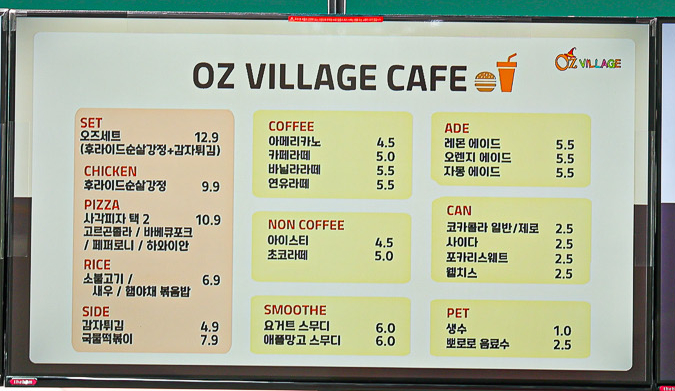 OZ VILLAGE CAFE
OZ VILLAGE
SET
오즈세트 12.9
(후라이드순살강정+감자튀김)
CHICKEN
후라이드순살강정 9.9
PIZZA
사각피자 택 2 10.9
고르곤졸라 / 바베큐포크
/ 페퍼로니 / 하와이안
RICE
소불고기 / 6.9
새우 / 햄야채 볶음밥
SIDE
감자튀김 4.9
국물떡볶이 7.9
COFFEE
아메리카노 4.5
카페라떼 5.0
바닐라라떼 5.5
연유라떼 5.5
NON COFFEE
아이스티 4.5
초코라떼 5.0
SMOOTHE
요거트 스무디 6.0
애플망고 스무디 6.0
ADE
레몬 에이드 5.5
오렌지 에이드 5.5
자몽 에이드 5.5
CAN
코카콜라 일반/제로 2.5
사이다 2.5
포카리스웨트 2.5
웰치스 2.5
PET
생수 1.0
뽀로로 음료수 2.5